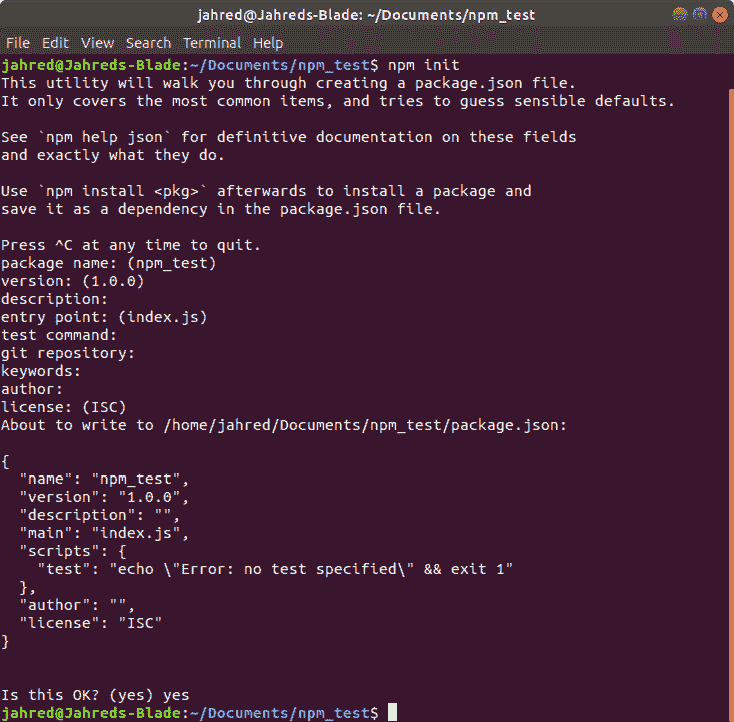 jahred@Jahreds-Blade: ~/Documents/npm_test
File Edit View Search Terminal Help
jahred@Jahreds-Blade:~/Documents/npm_test$ npm init
This utility will walk you through creating a package.json file.
It only covers the most common items, and tries to guess sensible defaults.

See `npm help json` for definitive documentation on these fields
and exactly what they do.

Use `npm install <pkg>` afterwards to install a package and
save it as a dependency in the package.json file.

Press ^C at any time to quit.
package name: (npm_test)
version: (1.0.0)
description:
entry point: (index.js)
test command:
git repository:
keywords:
author:
license: (ISC)
About to write to /home/jahred/Documents/npm_test/package.json:

{
  "name": "npm_test",
  "version": "1.0.0",
  "description": "",
  "main": "index.js",
  "scripts": {
    "test": "echo \"Error: no test specified\" && exit 1"
  },
  "author": "",
  "license": "ISC"
}

Is this OK? (yes) yes
jahred@Jahreds-Blade:~/Documents/npm_test$